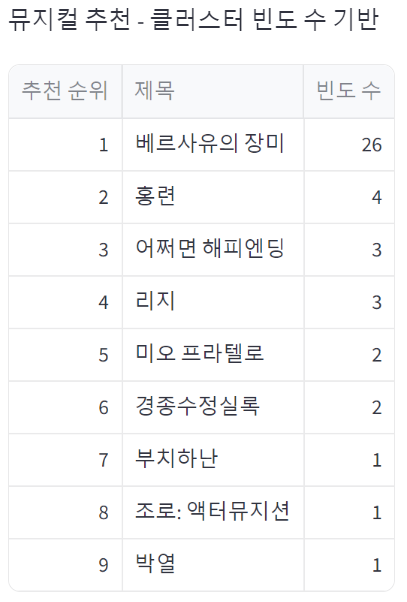 뮤지컬 추천 - 클러스터 빈도 수 기반
추천 순위 제목 빈도 수
1 베르사유의 장미 26
2 홍련 4
3 어쩌면 해피엔딩 3
4 리지 3
5 미오 프라텔로 2
6 경종수정실록 2
7 부치하난 1
8 조로: 액터뮤지션 1
9 박열 1